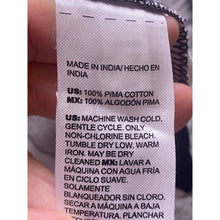 MADE IN INDIA/ HECHO EN
INDIA
US: 100% PIMA COTTON
MX: 100% ALGODÓN PIMA
US: MACHINE WASH COLD,
GENTLE CYCLE. ONLY
NON-CHLORINE BLEACH.
TUMBLE DRY LOW. WARM
IRON. MAY BE DRY
CLEANED MX: LAVAR A
MÁQUINA CON AGUA FRÍA
EN CICLO SUAVE.
SOLAMENTE
BLANQUEADOR SIN CLORO.
SECAR A MÁQUINA A BAJA
TEMPERATURA. PLANCHAR